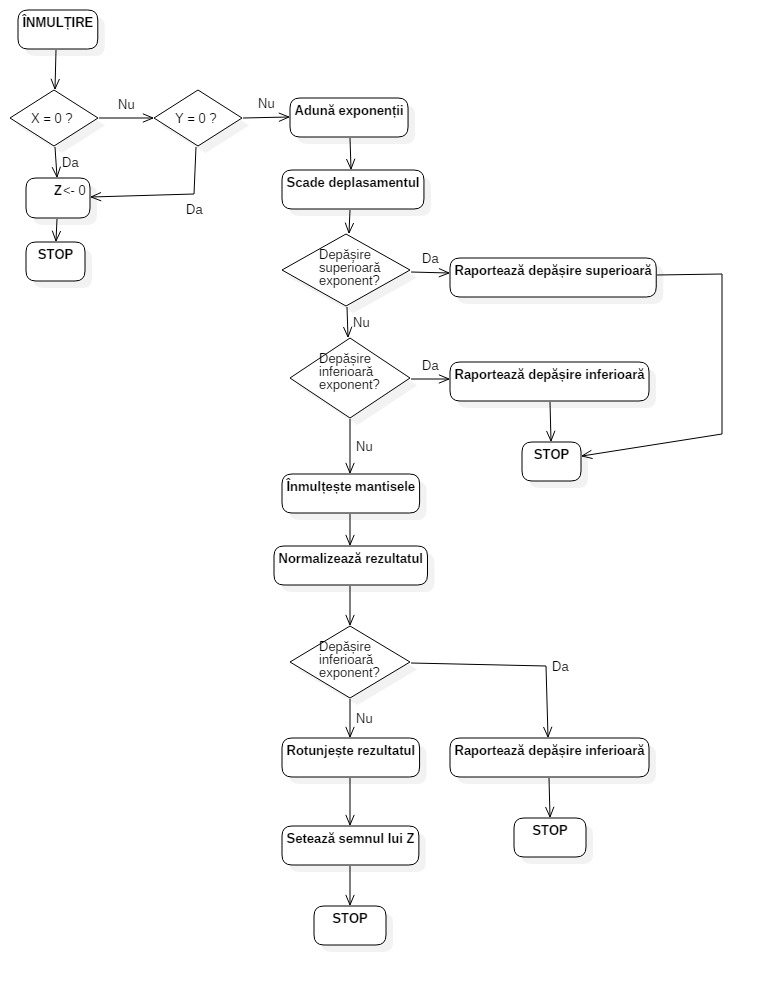 ÎNMULȚIRE
X = 0 ?
Nu
Y = 0 ?
Nu
Adună exponenții
Da
Z <- 0
Da
STOP
Scade deplasamentul
Depășire
superioară
exponent?
Da
Raportează depășire superioară
Nu
Depășire
inferioară
exponent?
Da
Raportează depășire inferioară
STOP
Nu
Înmulțește mantisele
Normalizează rezultatul
Depășire
inferioară
exponent?
Da
Nu
Rotunjește rezultatul
Raportează depășire inferioară
Setează semnul lui Z
STOP
STOP